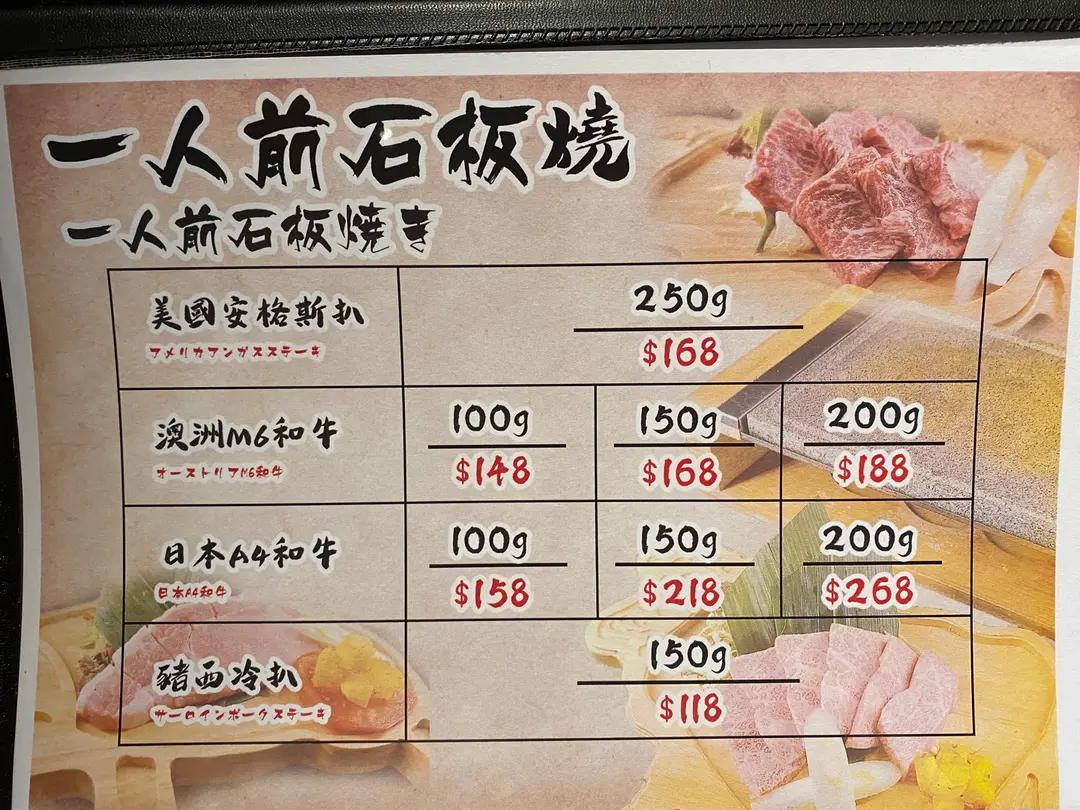 一人前石板燒
一人前石板焼き
美國安格斯扒
アメリカアンガスステーキ
250g
$168
澳洲M6和牛
オーストリアM6和牛
100g
$148
150g
$168
200g
$188
日本A4和牛
日本A4和牛
100g
$158
150g
$218
200g
$268
豬西冷扒
サーロインポークステーキ
150g
$118